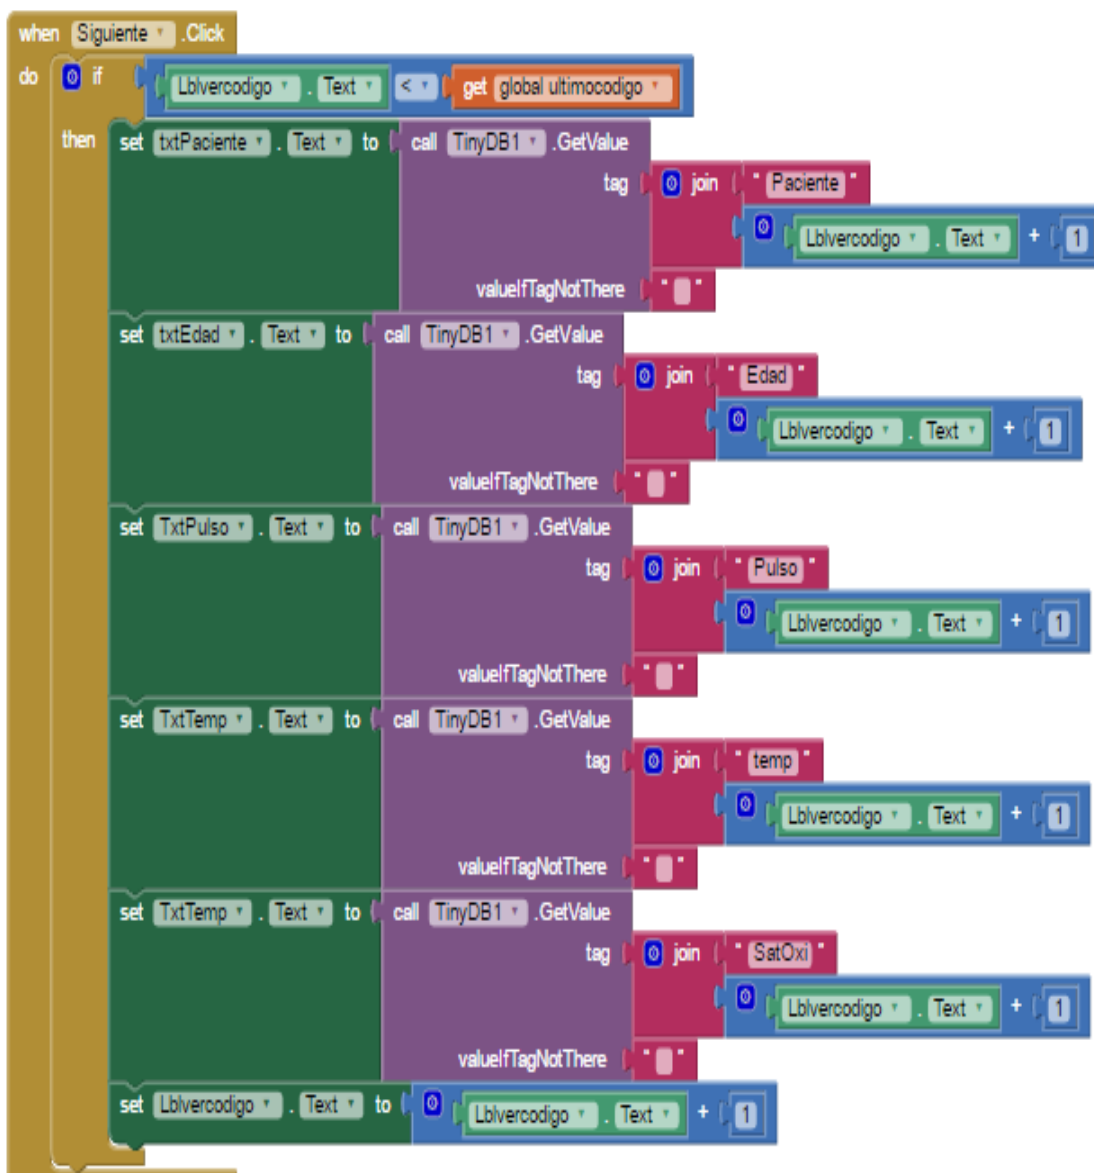 when Siguiente .Click
do if Lblvercodigo . Text < get global ultimocodigo
then set txtPaciente . Text to call TinyDB1 .GetValue
tag join " Paciente "
Lblvercodigo . Text + 1
valueIfTagNotThere " "
set txtEdad . Text to call TinyDB1 .GetValue
tag join " Edad "
Lblvercodigo . Text + 1
valueIfTagNotThere " "
set TxtPulso . Text to call TinyDB1 .GetValue
tag join " Pulso "
Lblvercodigo . Text + 1
valueIfTagNotThere " "
set TxtTemp . Text to call TinyDB1 .GetValue
tag join " temp "
Lblvercodigo . Text + 1
valueIfTagNotThere " "
set TxtTemp . Text to call TinyDB1 .GetValue
tag join " SatOxi "
Lblvercodigo . Text + 1
valueIfTagNotThere " "
set Lblvercodigo . Text to Lblvercodigo . Text + 1